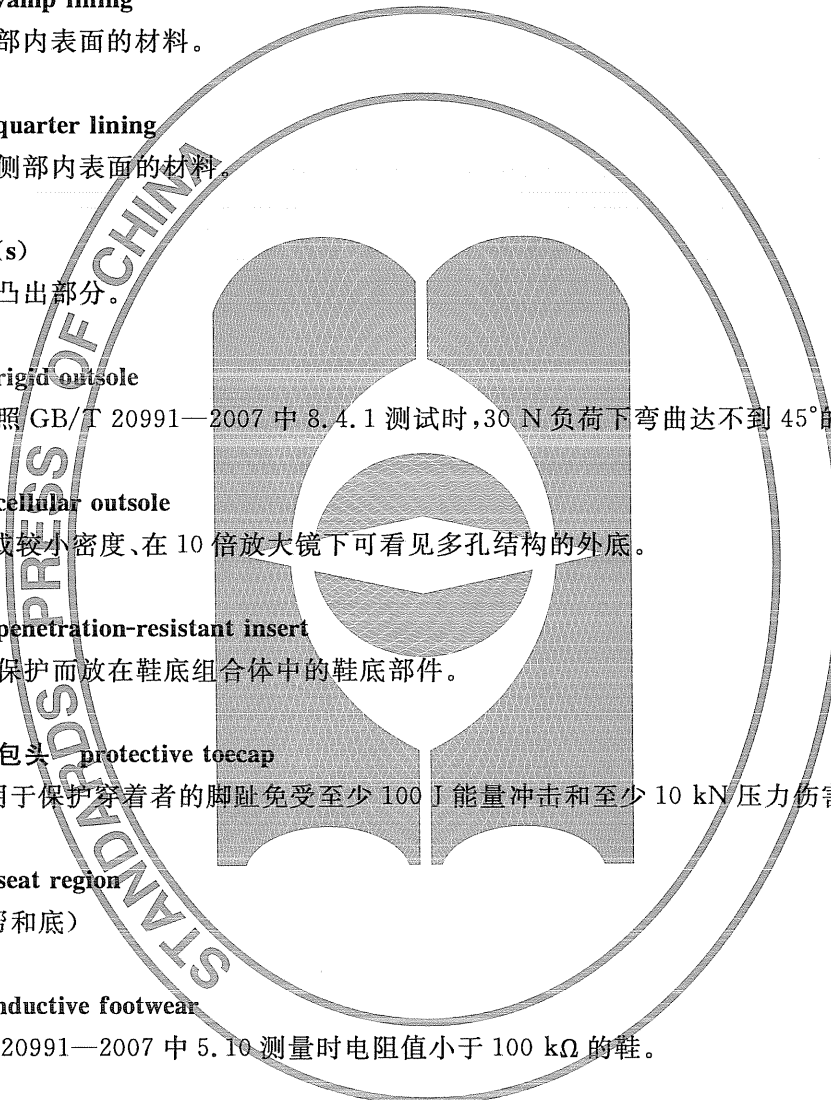 vamp lining
部内表面的材料。
quarter lining
侧部内表面的材料。
(s)
凸出部分。
rigid outsole
照 GB/T 20991—2007 中 8.4.1 测试时,30 N 负荷下弯曲达不到 45°的
cellular outsole
或较小密度、在 10 倍放大镜下可看见多孔结构的外底。
penetration-resistant insert
保护而放在鞋底组合体中的鞋底部件。
包头 protective toecap
用于保护穿着者的脚趾免受至少 100 J 能量冲击和至少 10 kN 压力伤害
seat region
帮和底)
nductive footwear
20991—2007 中 5.10 测量时电阻值小于 100 kΩ 的鞋。
STANDARDS PRESS OF CHINA